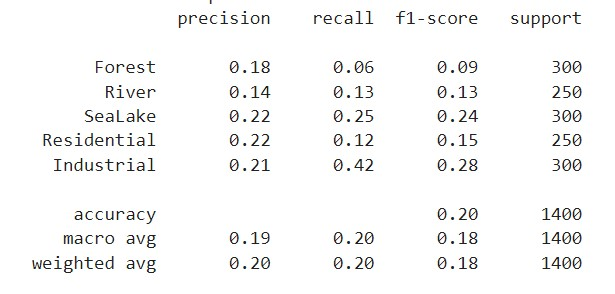 precision recall f1-score support
Forest 0.18 0.06 0.09 300
River 0.14 0.13 0.13 250
SeaLake 0.22 0.25 0.24 300
Residential 0.22 0.12 0.15 250
Industrial 0.21 0.42 0.28 300
accuracy 0.20 1400
macro avg 0.19 0.20 0.18 1400
weighted avg 0.20 0.20 0.18 1400